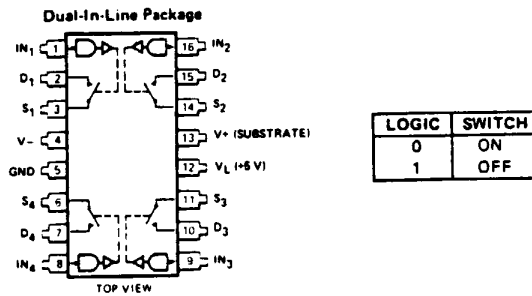 Dual-In-Line Package
IN1 1 16 IN2
D1 2 15 D2
S1 3 14 S2
V- 4 13 V+ (SUBSTRATE)
GND 5 12 VL (+5 V)
S4 6 11 S3
D4 7 10 D3
IN4 8 9 IN3
TOP VIEW
LOGIC SWITCH
0 ON
1 OFF